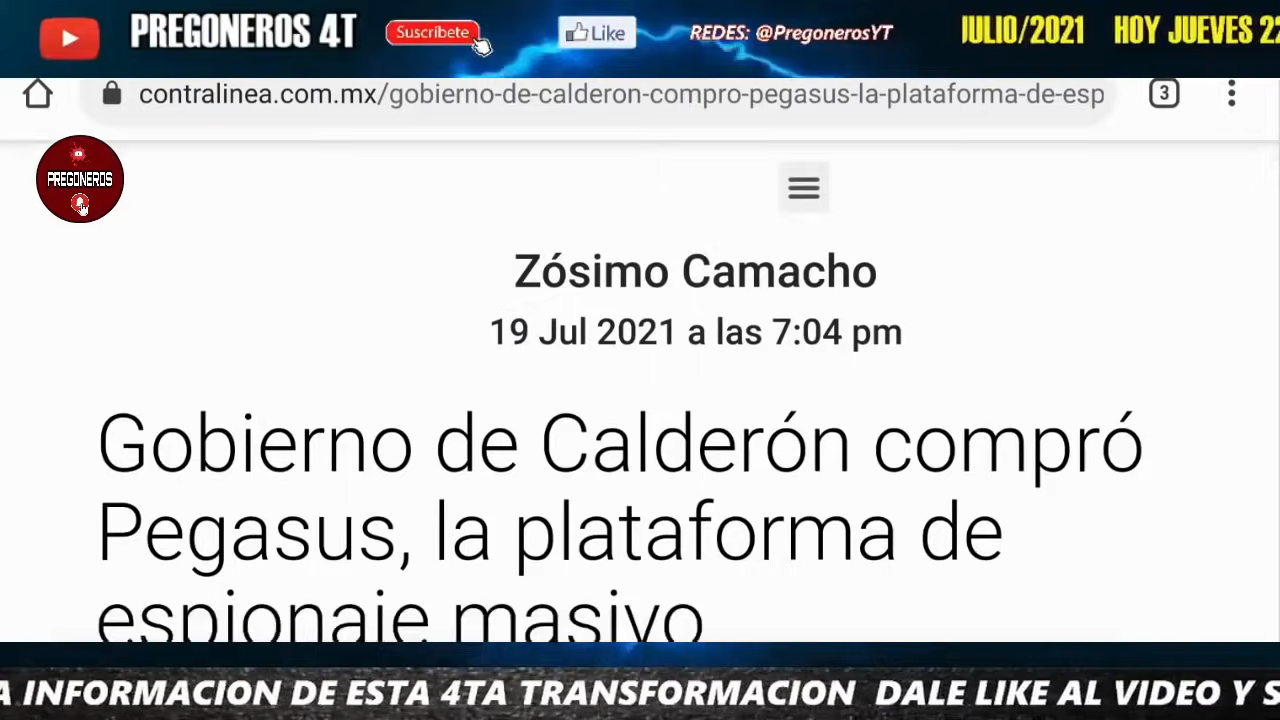 PREGONEROS 4T Suscríbete Like REDES: @PregonerosYT JULIO/2021 HOY JUEVES 22
contralinea.com.mx/gobierno-de-calderon-compro-pegasus-la-plataforma-de-esp 3
PREGONEROS
Zósimo Camacho
19 Jul 2021 a las 7:04 pm
Gobierno de Calderón compró
Pegasus, la plataforma de
espionaje masivo
A INFORMACION DE ESTA 4TA TRANSFORMACION DALE LIKE AL VIDEO Y S